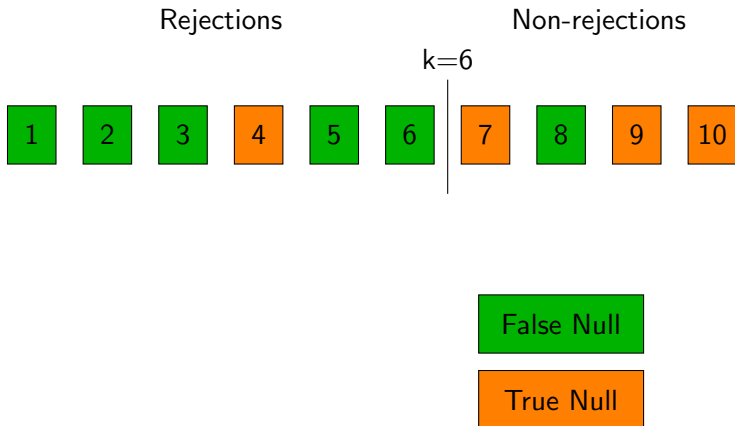 Rejections Non-rejections
k=6
1 2 3 4 5 6 7 8 9 10
False Null
True Null